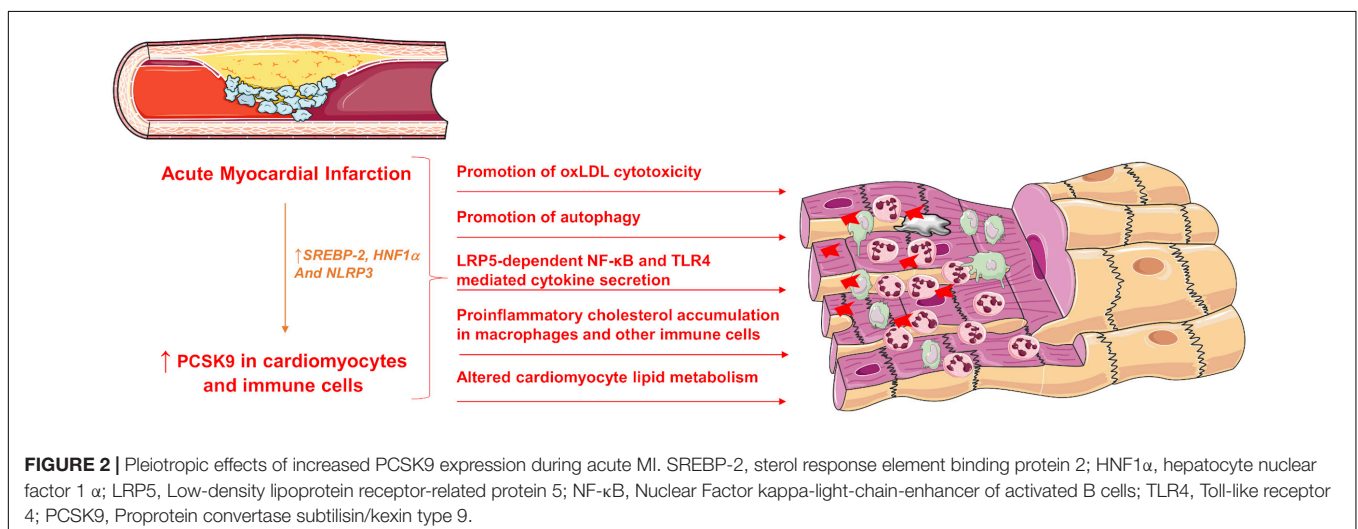 Acute Myocardial Infarction
↑SREBP-2, HNF1α
And NLRP3
↑ PCSK9 in cardiomyocytes
and immune cells
Promotion of oxLDL cytotoxicity
Promotion of autophagy
LRP5-dependent NF-κB and TLR4
mediated cytokine secretion
Proinflammatory cholesterol accumulation
in macrophages and other immune cells
Altered cardiomyocyte lipid metabolism
FIGURE 2 | Pleiotropic effects of increased PCSK9 expression during acute MI. SREBP-2, sterol response element binding protein 2; HNF1α, hepatocyte nuclear
factor 1 α; LRP5, Low-density lipoprotein receptor-related protein 5; NF-κB, Nuclear Factor kappa-light-chain-enhancer of activated B cells; TLR4, Toll-like receptor
4; PCSK9, Proprotein convertase subtilisin/kexin type 9.